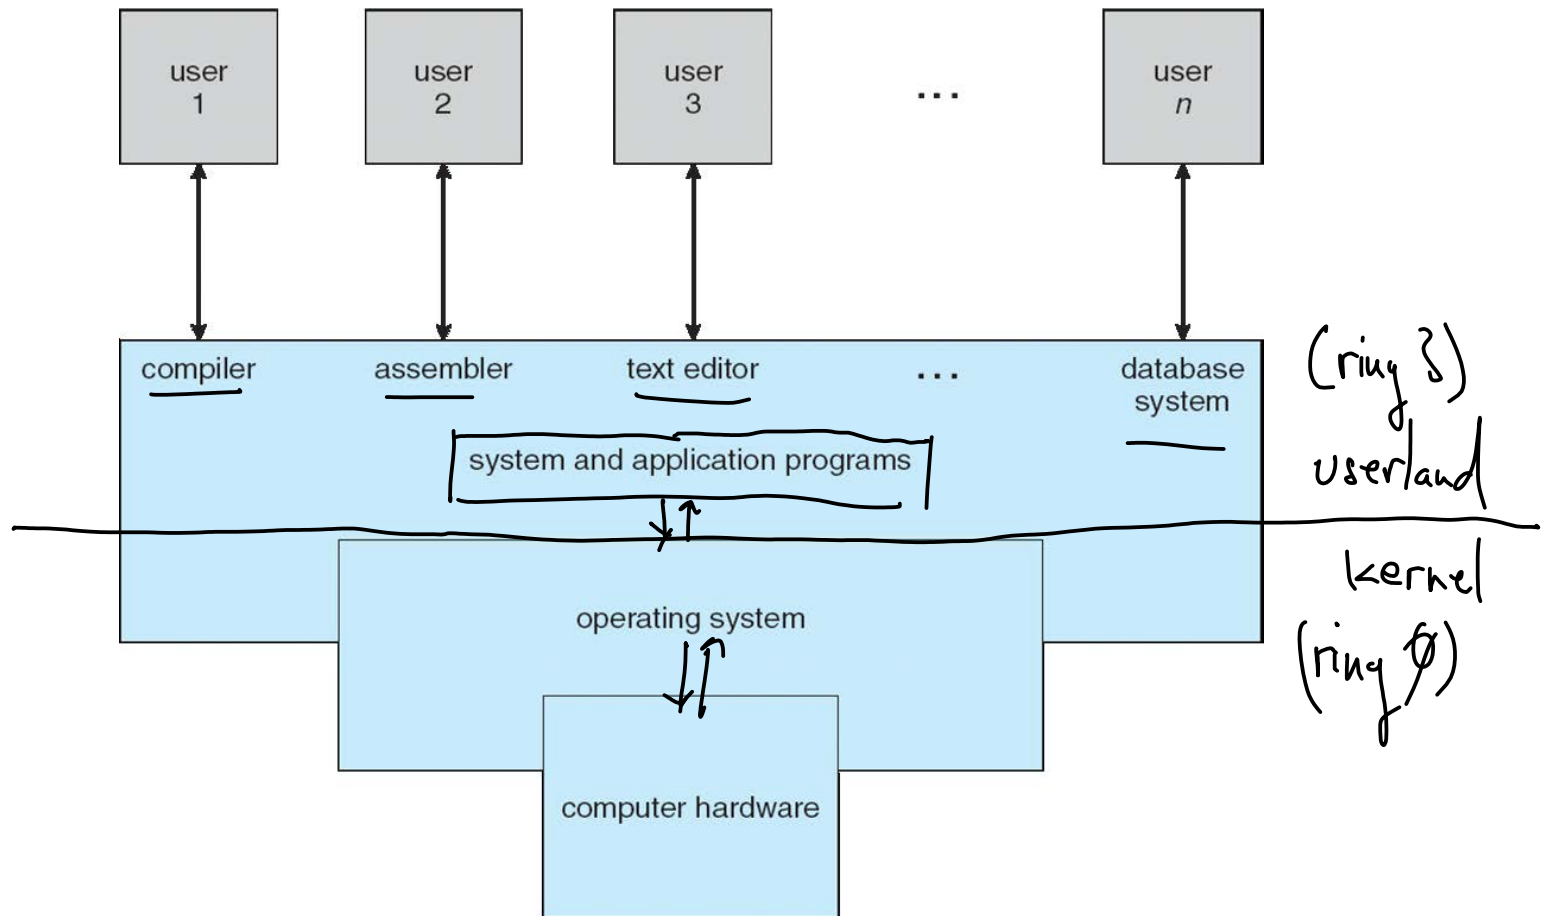 user
1
user
2
user
3
...
user
n
compiler
assembler
text editor
...
database
system
(ring 3)
system and application programs
userland
kernel
operating system
(ring 0)
computer hardware